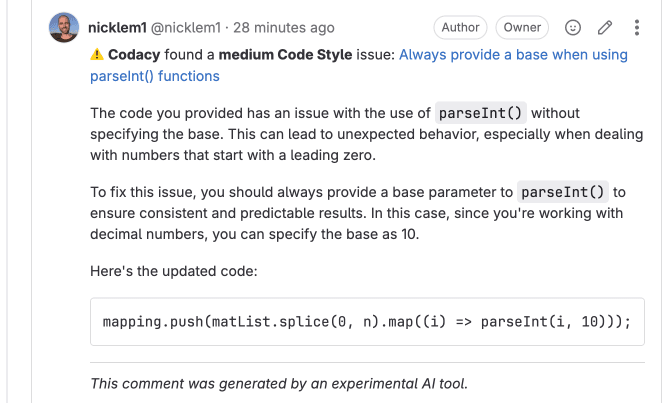 nicklem1 @nicklem1 · 28 minutes ago Author Owner
⚠ Codacy found a medium Code Style issue: Always provide a base when using
parseInt() functions
The code you provided has an issue with the use of parseInt() without
specifying the base. This can lead to unexpected behavior, especially when dealing
with numbers that start with a leading zero.
To fix this issue, you should always provide a base parameter to parseInt() to
ensure consistent and predictable results. In this case, since you're working with
decimal numbers, you can specify the base as 10.
Here's the updated code:
mapping.push(matList.splice(0, n).map((i) => parseInt(i, 10)));
This comment was generated by an experimental AI tool.